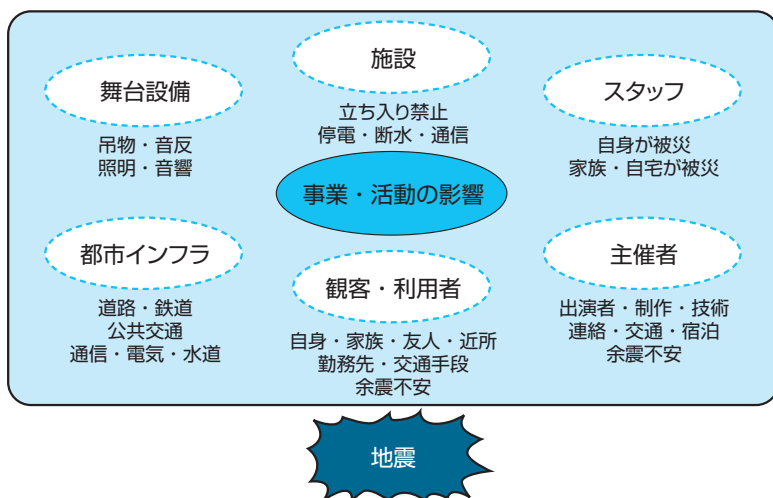 施設
立ち入り禁止
停電・断水・通信
舞台設備
吊物・音反
照明・音響
スタッフ
自身が被災
家族・自宅が被災
事業・活動の影響
都市インフラ
道路・鉄道
公共交通
通信・電気・水道
観客・利用者
自身・家族・友人・近所
勤務先・交通手段
余震不安
主催者
出演者・制作・技術
連絡・交通・宿泊
余震不安
地震